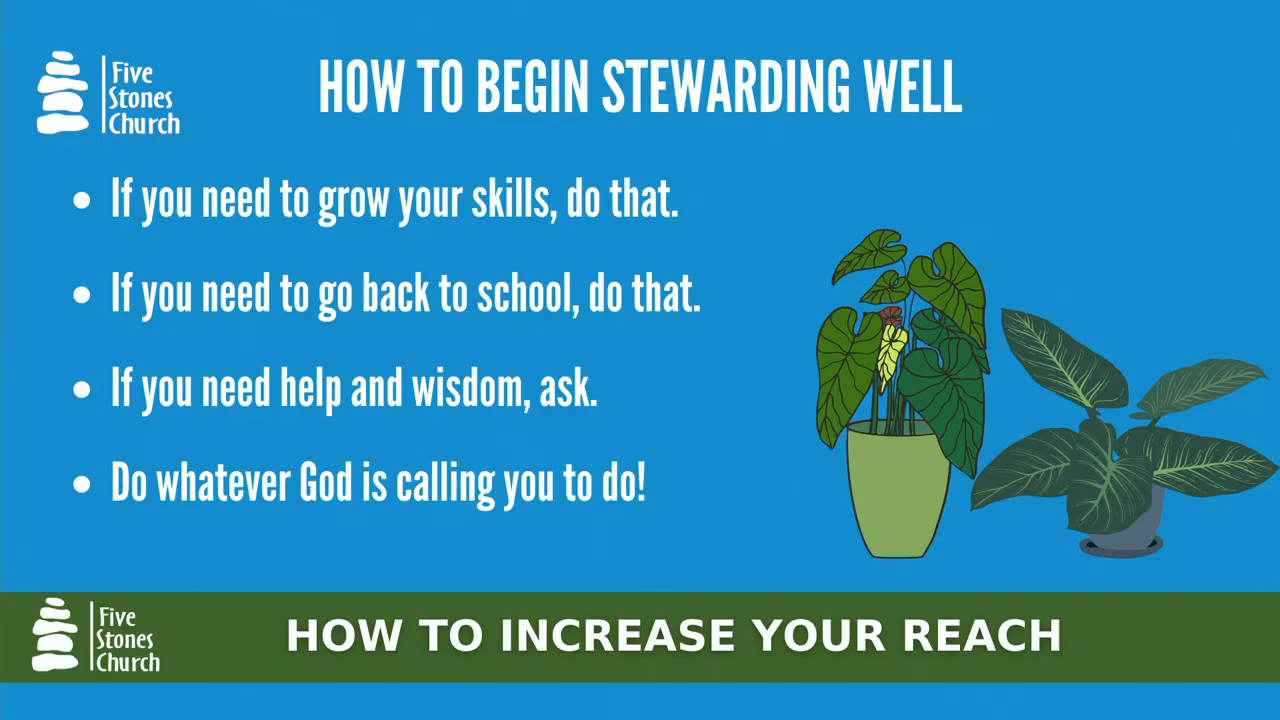 Five
Stones
Church
HOW TO BEGIN STEWARDING WELL
If you need to grow your skills, do that.
If you need to go back to school, do that.
If you need help and wisdom, ask.
Do whatever God is calling you to do!
Five
Stones
Church
HOW TO INCREASE YOUR REACH